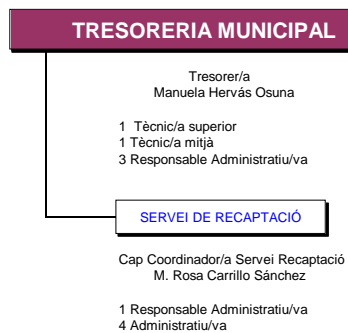 TRESORERIA MUNICIPAL
Tresorer/a
Manuela Hervás Osuna
1 Tècnic/a superior
1 Tècnic/a mitjà
3 Responsable Administratiu/va
SERVEI DE RECAPTACIÓ
Cap Coordinador/a Servei Recaptació
M. Rosa Carrillo Sánchez
1 Responsable Administratiu/va
4 Administratiu/va